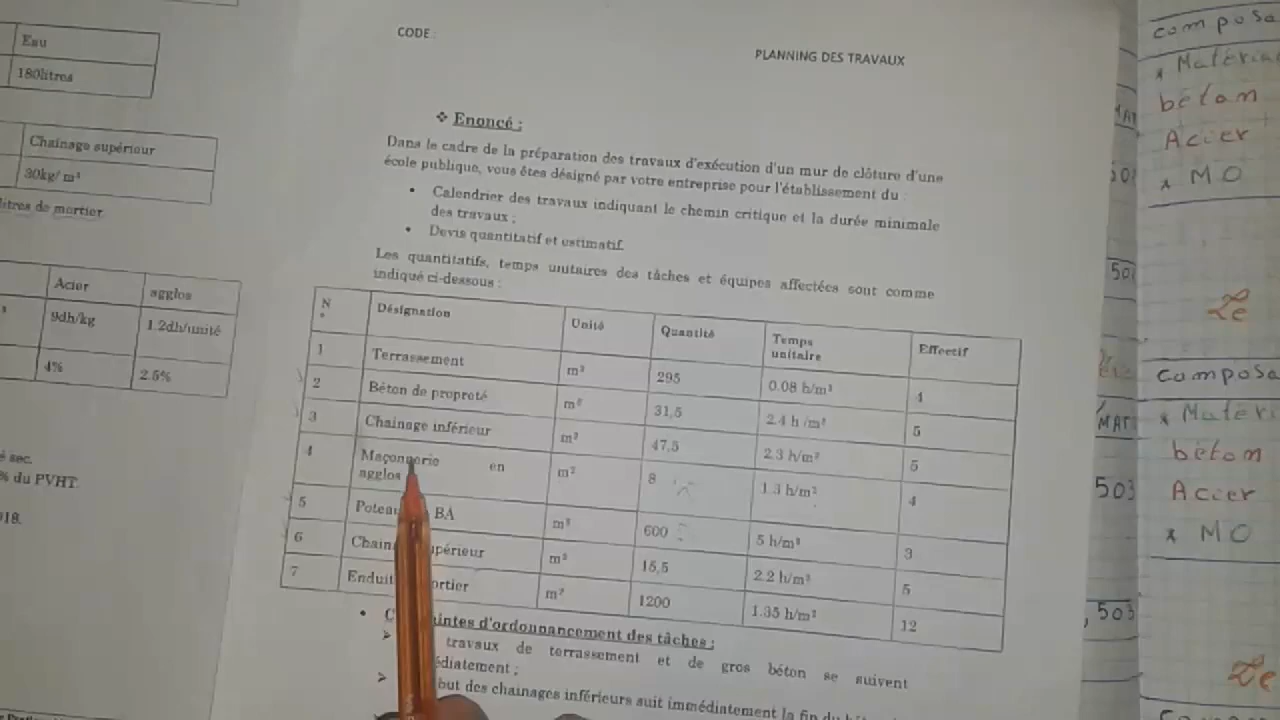 Eau
180litres
Chainage supérieur
30kg/ m³
litres de mortier
Acier
agglos
9dh/kg
1.2dh/unité
4%
2.5%
é sec.
% du PVHT.
CODE :
PLANNING DES TRAVAUX
❖ Enoncé :
Dans le cadre de la préparation des travaux d'exécution d'un mur de clôture d'une
école publique, vous êtes désigné par votre entreprise pour l'établissement du :
• Calendrier des travaux indiquant le chemin critique et la durée minimale
des travaux ;
• Devis quantitatif et estimatif.
Les quantitatifs, temps unitaires des tâches et équipes affectées sont comme
indiqué ci-dessous :
N° Désignation Unité Quantité Temps unitaire Effectif
1 Terrassement m³ 295 0.08 h/m³ 4
2 Béton de propreté m³ 31,5 2.4 h /m³ 5
3 Chainage inférieur m³ 47,5 2.3 h/m³ 5
4 Maçonnerie en agglos m² 8 1.3 h/m² 4
5 BA m³ 600 5 h/m³ 3
6 m³ 15,5 2.2 h/m³ 5
7 Enduit m² 1200 1.35 h/m² 12
d'ordonnancement des tâches :
travaux de terrassement et de gros béton se suivent
but des chainages inférieurs suit immédiatement la fin du
composa
* Matéria
béton
Acier
* MO
2e
composa
* Matéri
béton
Acier
* MO
2e
503
503